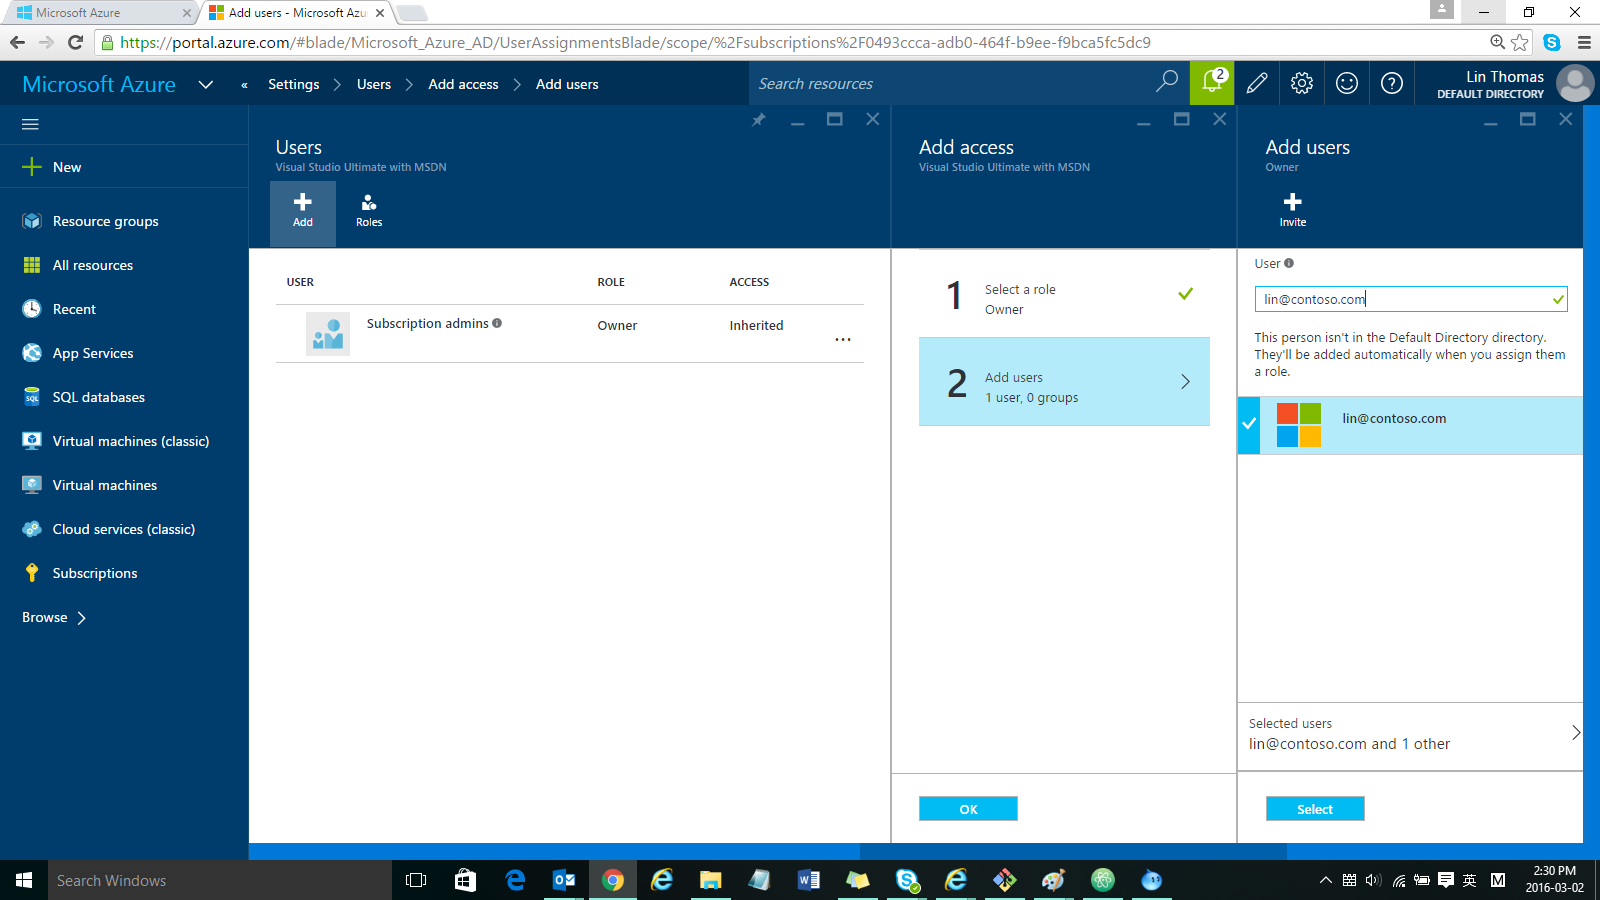 Microsoft Azure
Add users - Microsoft Azu
https://portal.azure.com/#blade/Microsoft_Azure_AD/UserAssignmentsBlade/scope/%2Fsubscriptions%2F0493ccca-adb0-464f-b9ee-f9bca5fc5dc9
Microsoft Azure
« Settings > Users > Add access > Add users
Search resources
2
Lin Thomas
DEFAULT DIRECTORY
New
Resource groups
All resources
Recent
App Services
SQL databases
Virtual machines (classic)
Virtual machines
Cloud services (classic)
Subscriptions
Browse >
Users
Visual Studio Ultimate with MSDN
Add
Roles
USER ROLE ACCESS
Subscription admins Owner Inherited ...
Add access
Visual Studio Ultimate with MSDN
1 Select a role
Owner
2 Add users
1 user, 0 groups
OK
Add users
Owner
Invite
User
lin@contoso.com
This person isn't in the Default Directory directory.
They'll be added automatically when you assign them
a role.
lin@contoso.com
Selected users
lin@contoso.com and 1 other
Select
Search Windows
英
M
2:30 PM
2016-03-02